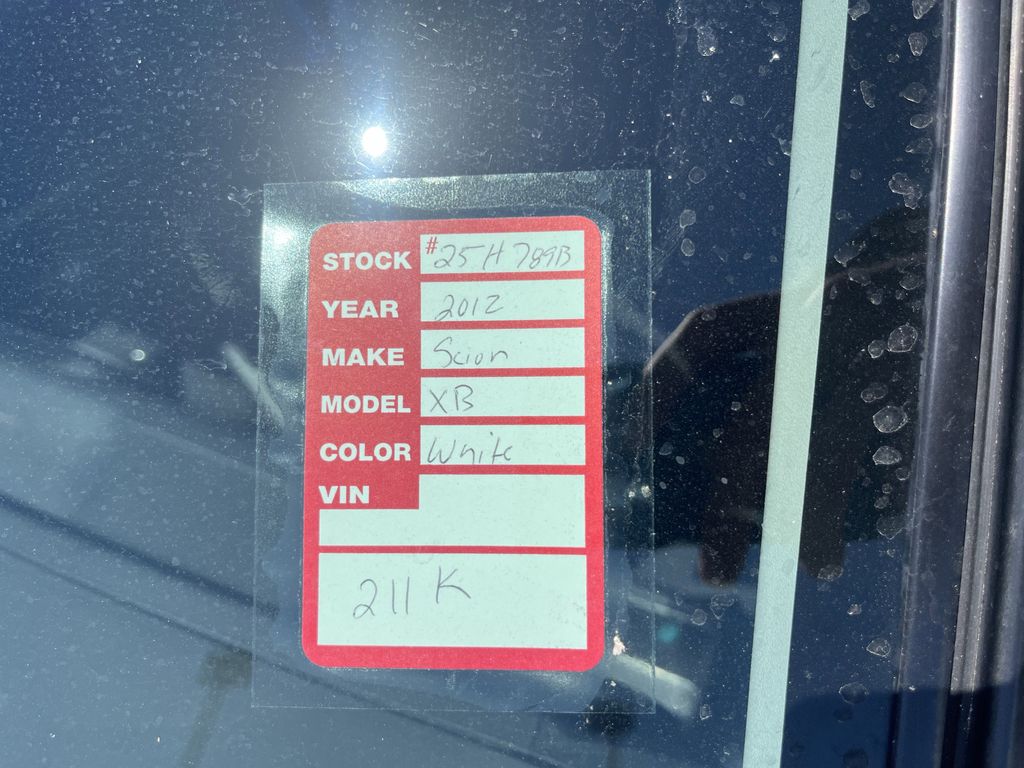 STOCK #25H789B
YEAR 2012
MAKE Scion
MODEL XB
COLOR White
VIN
211K